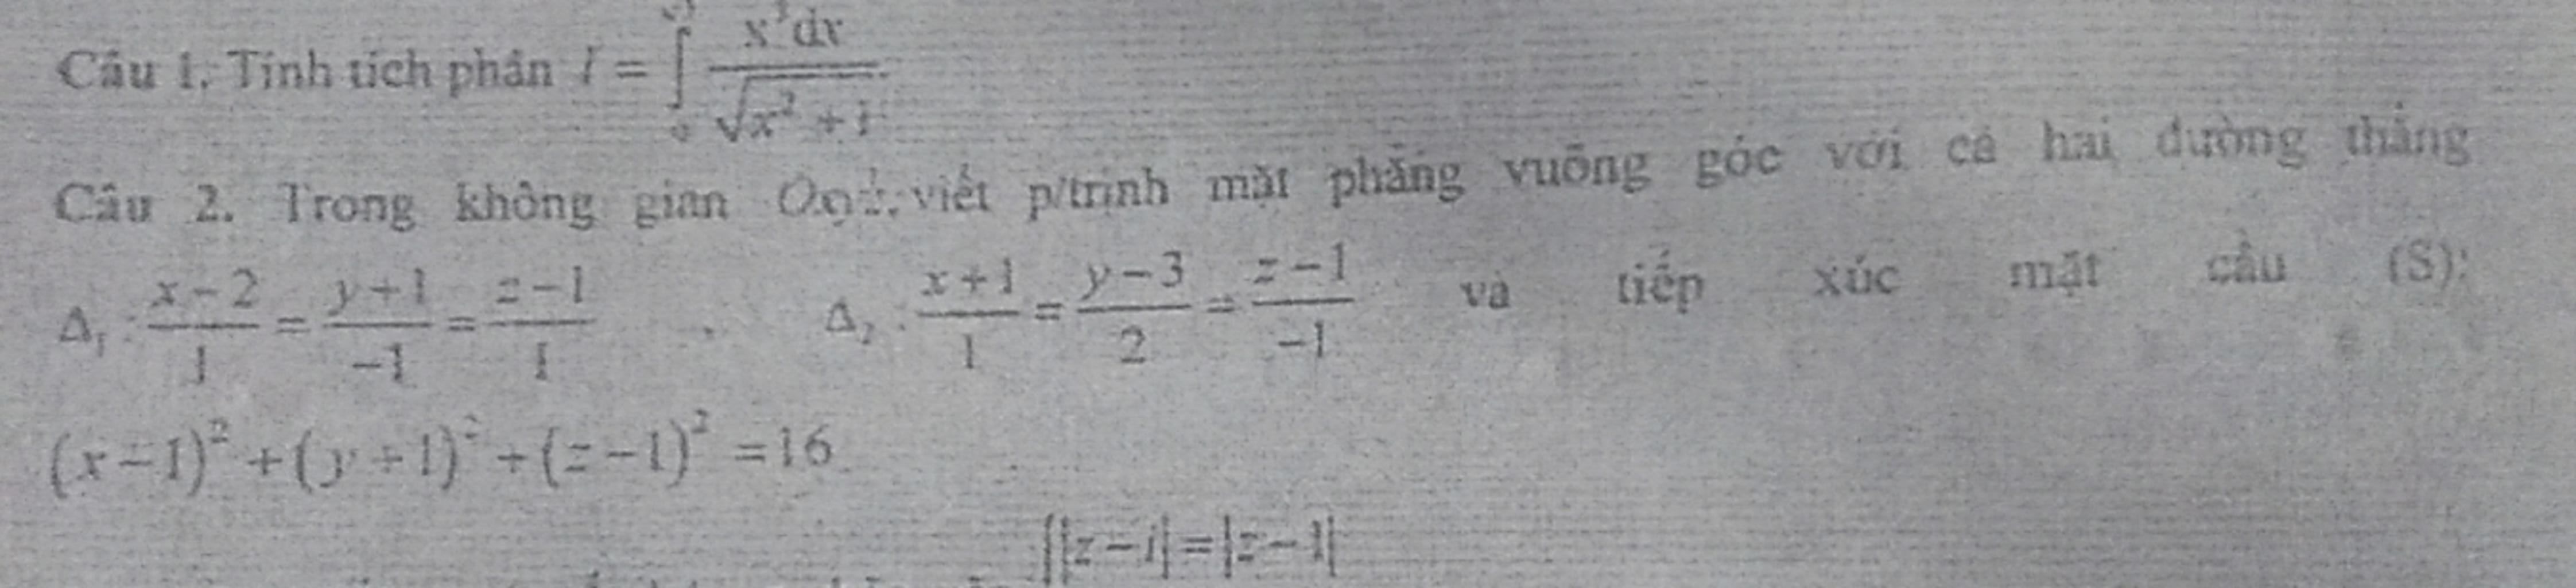 Câu 1. Tính tích phân I = ∫ x³dx / √(x² + 1)
Câu 2. Trong không gian viết p/trình mặt phẳng vuông góc với cả hai đường thẳng
Δ₁: (x − 2)/1 = (y + 1)/−1 = (z − 1)/1 , Δ₂: (x + 1)/1 = (y − 3)/2 = (z − 1)/−1 và tiếp xúc mặt cầu (S):
(x − 1)² + (y + 1)² + (z − 1)² = 16
|z − i| = |z − 1|